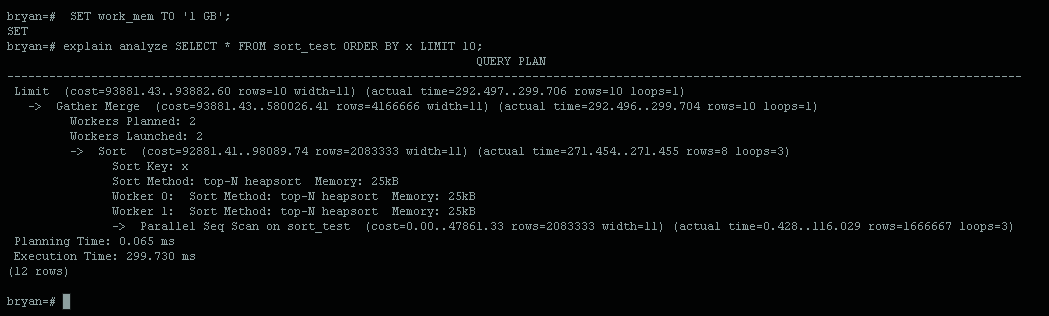 bryan=#  SET work_mem TO '1 GB';
SET
bryan=# explain analyze SELECT * FROM sort_test ORDER BY x LIMIT 10;
QUERY PLAN
----------------------------------------------------------------------------------------------------------------------------------------------------
Limit  (cost=93881.43..93882.60 rows=10 width=11) (actual time=292.497..299.706 rows=10 loops=1)
->  Gather Merge  (cost=93881.43..580026.41 rows=4166666 width=11) (actual time=292.496..299.704 rows=10 loops=1)
Workers Planned: 2
Workers Launched: 2
->  Sort  (cost=92881.41..98089.74 rows=2083333 width=11) (actual time=271.454..271.455 rows=8 loops=3)
Sort Key: x
Sort Method: top-N heapsort  Memory: 25kB
Worker 0:  Sort Method: top-N heapsort  Memory: 25kB
Worker 1:  Sort Method: top-N heapsort  Memory: 25kB
->  Parallel Seq Scan on sort_test  (cost=0.00..47861.33 rows=2083333 width=11) (actual time=0.428..116.029 rows=1666667 loops=3)
Planning Time: 0.065 ms
Execution Time: 299.730 ms
(12 rows)
bryan=#